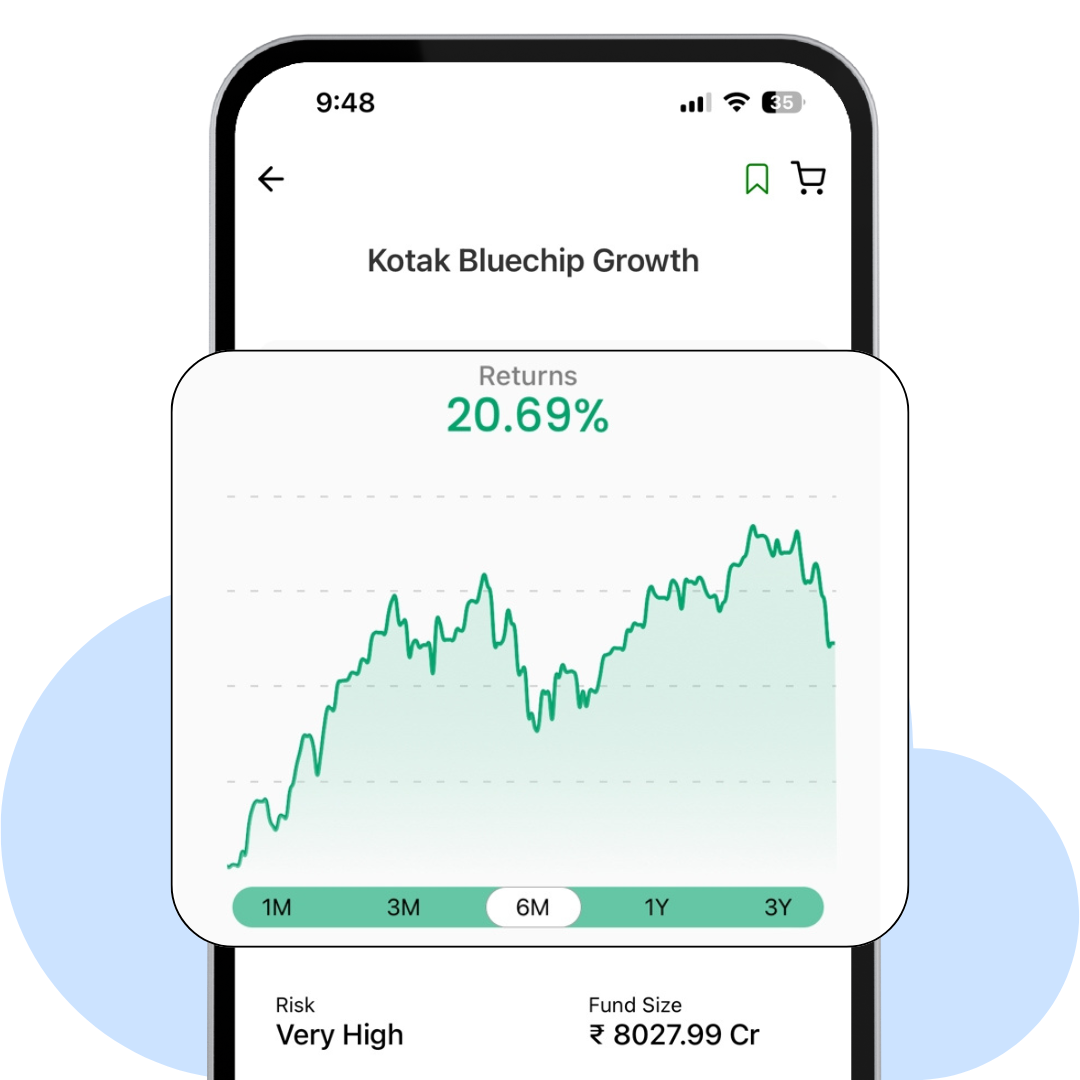 9:48
35
Kotak Bluechip Growth
Returns
20.69%
1M 3M 6M 1Y 3Y
Risk Fund Size
Very High ₹ 8027.99 Cr